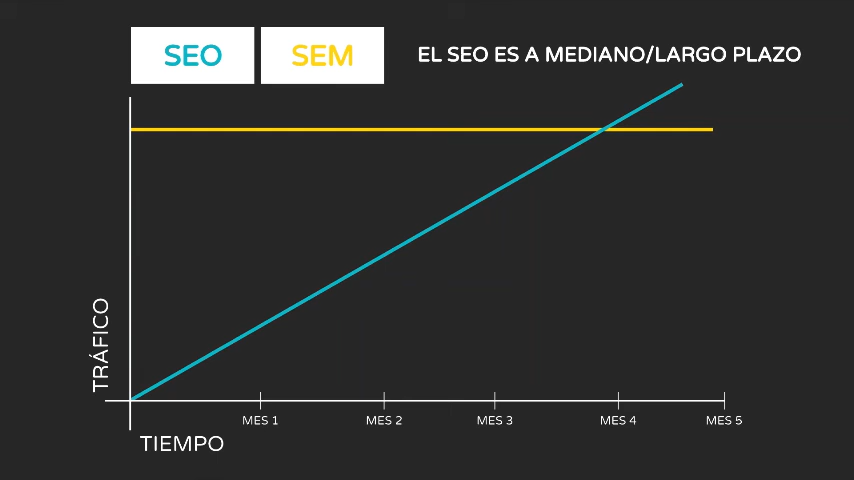 SEO
SEM
EL SEO ES A MEDIANO/LARGO PLAZO
TRÁFICO
MES 1
MES 2
MES 3
MES 4
MES 5
TIEMPO